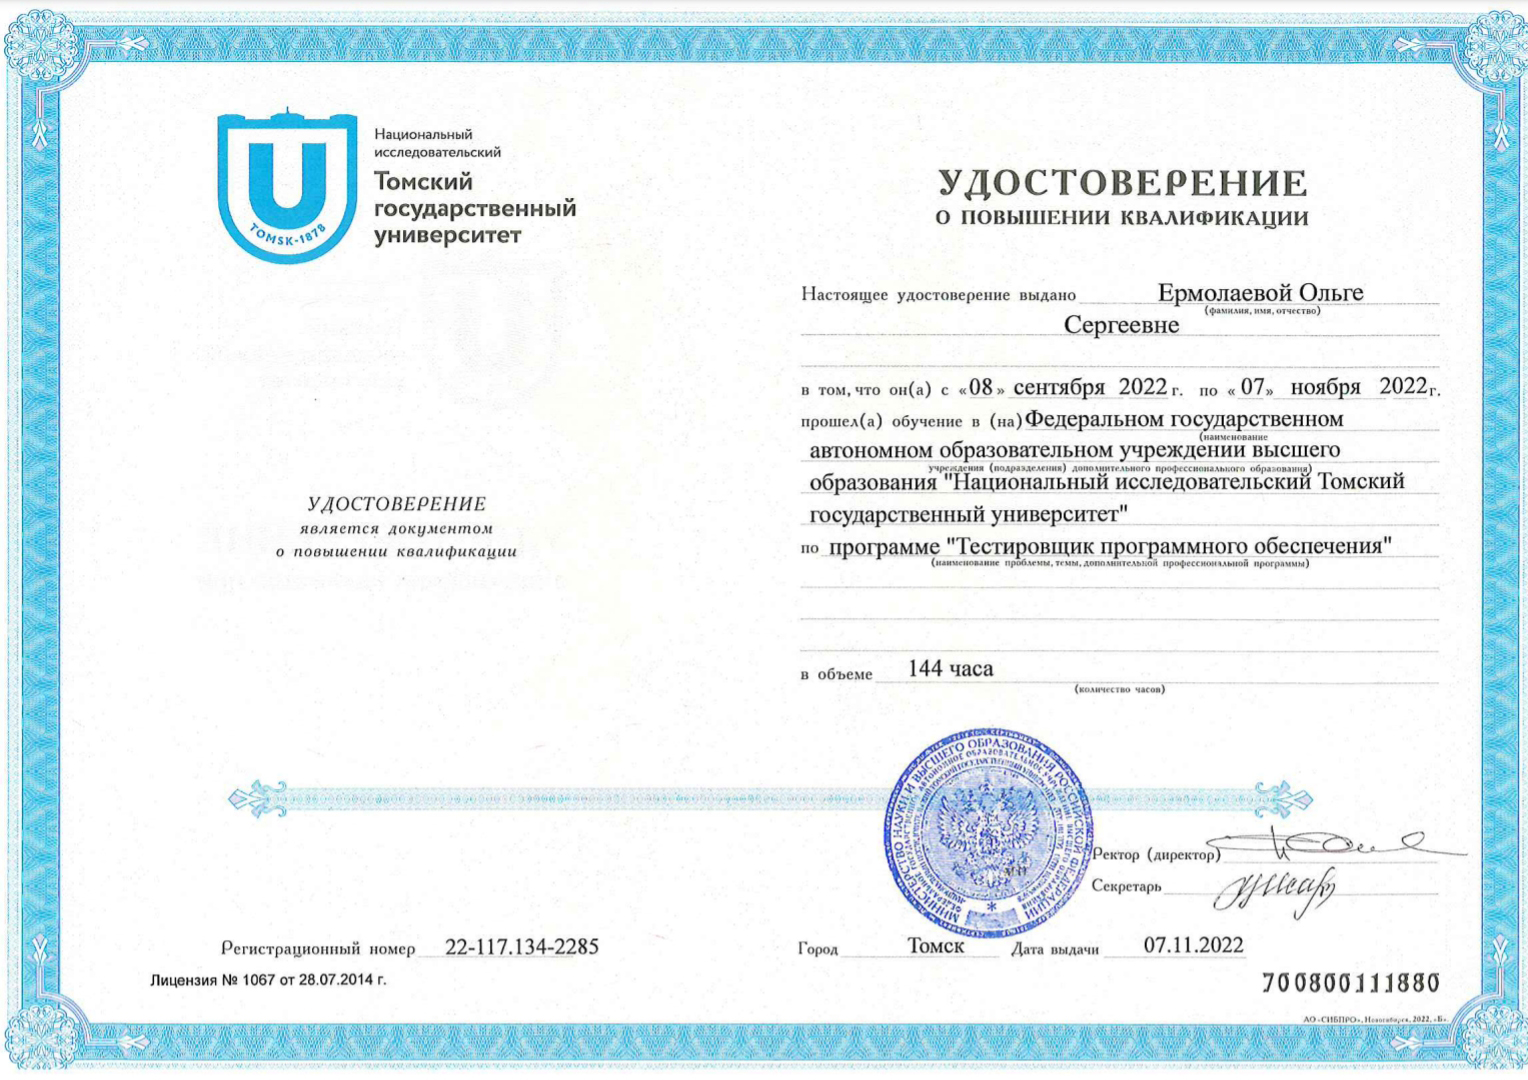 Национальный
исследовательский
Томский
государственный
университет
TOMSK-1878
УДОСТОВЕРЕНИЕ
является документом
о повышении квалификации
Регистрационный номер 22-117.134-2285
Лицензия № 1067 от 28.07.2014 г.
УДОСТОВЕРЕНИЕ
О ПОВЫШЕНИИ КВАЛИФИКАЦИИ
Настоящее удостоверение выдано Ермолаевой Ольге
(фамилия, имя, отчество)
Сергеевне
в том, что он(а) с «08» сентября 2022 г. по «07» ноября 2022 г.
прошел(а) обучение в (на) Федеральном государственном
(наименование
автономном образовательном учреждении высшего
учреждения (подразделения) дополнительного профессионального образования)
образования "Национальный исследовательский Томский
государственный университет"
по программе "Тестировщик программного обеспечения"
(наименование проблемы, темы, дополнительной профессиональной программы)
в объеме 144 часа
(количество часов)
МИНИСТЕРСТВО НАУКИ И ВЫСШЕГО ОБРАЗОВАНИЯ РОССИЙСКОЙ ФЕДЕРАЦИИ
МП
Ректор (директор)
Секретарь
Город Томск Дата выдачи 07.11.2022
700800111880
АО «СИБПРО», Новосибирск, 2022, «Б».